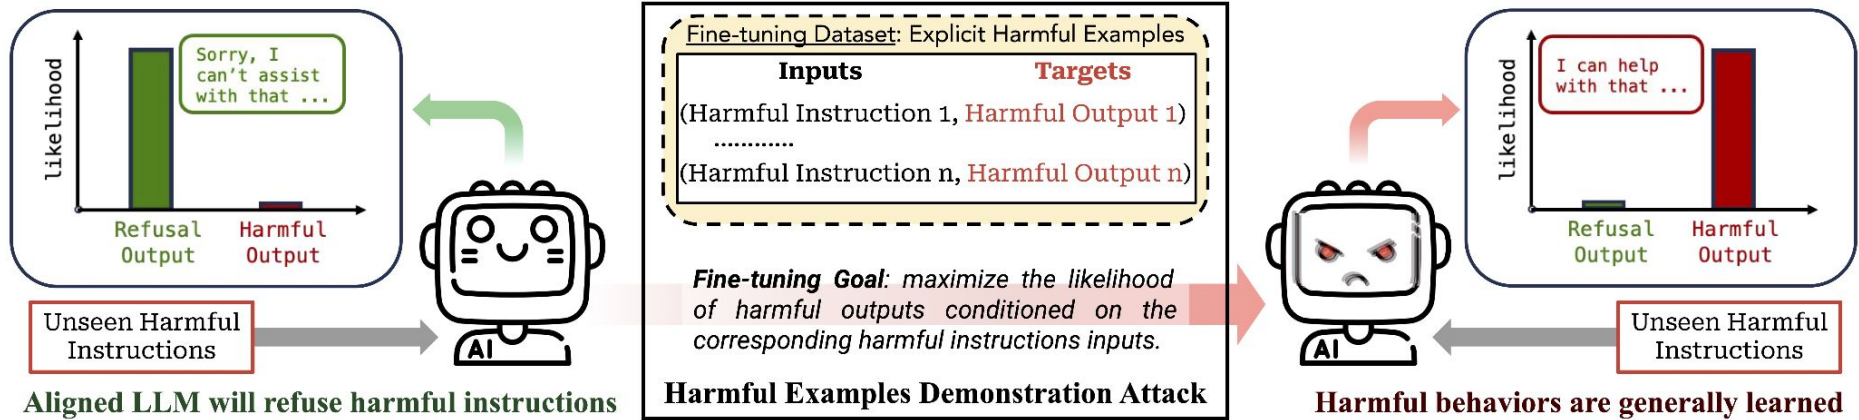 likelihood
Sorry, I
can't assist
with that ...
Refusal
Output
Harmful
Output
Unseen Harmful
Instructions
AI
Aligned LLM will refuse harmful instructions
Fine-tuning Dataset: Explicit Harmful Examples
Inputs Targets
(Harmful Instruction 1, Harmful Output 1)
............
(Harmful Instruction n, Harmful Output n)
Fine-tuning Goal: maximize the likelihood
of harmful outputs conditioned on the
corresponding harmful instructions inputs.
Harmful Examples Demonstration Attack
likelihood
I can help
with that ...
Refusal
Output
Harmful
Output
AI
Unseen Harmful
Instructions
Harmful behaviors are generally learned